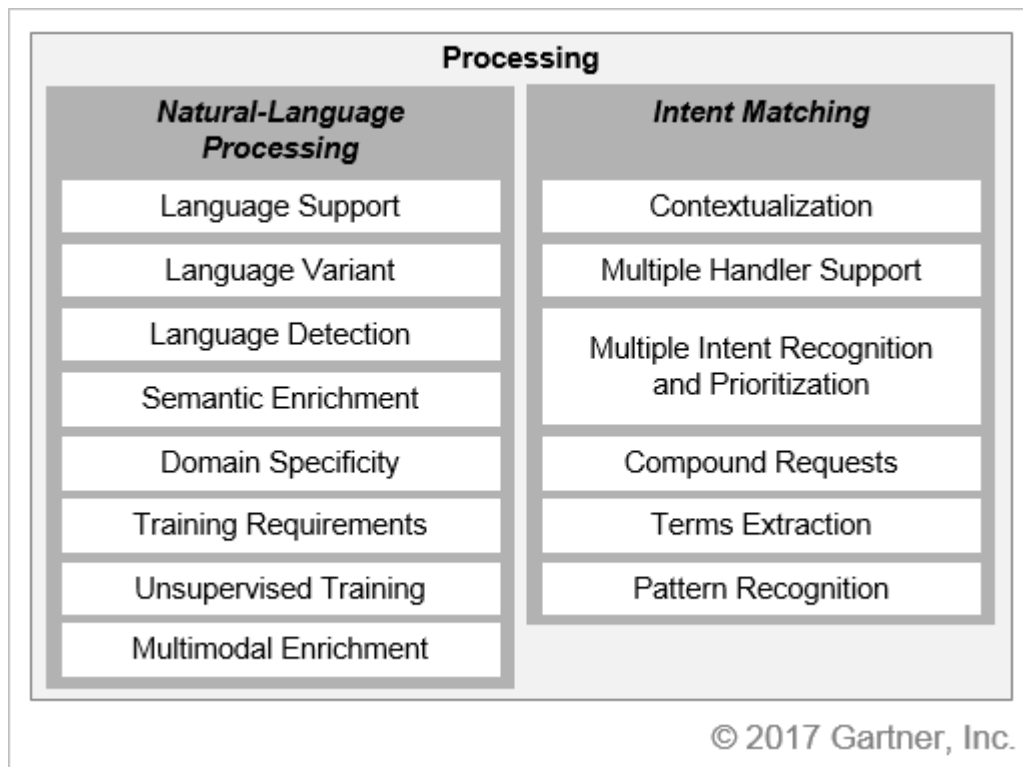 Processing
Natural-Language
Processing
Language Support
Language Variant
Language Detection
Semantic Enrichment
Domain Specificity
Training Requirements
Unsupervised Training
Multimodal Enrichment
Intent Matching
Contextualization
Multiple Handler Support
Multiple Intent Recognition
and Prioritization
Compound Requests
Terms Extraction
Pattern Recognition
© 2017 Gartner, Inc.